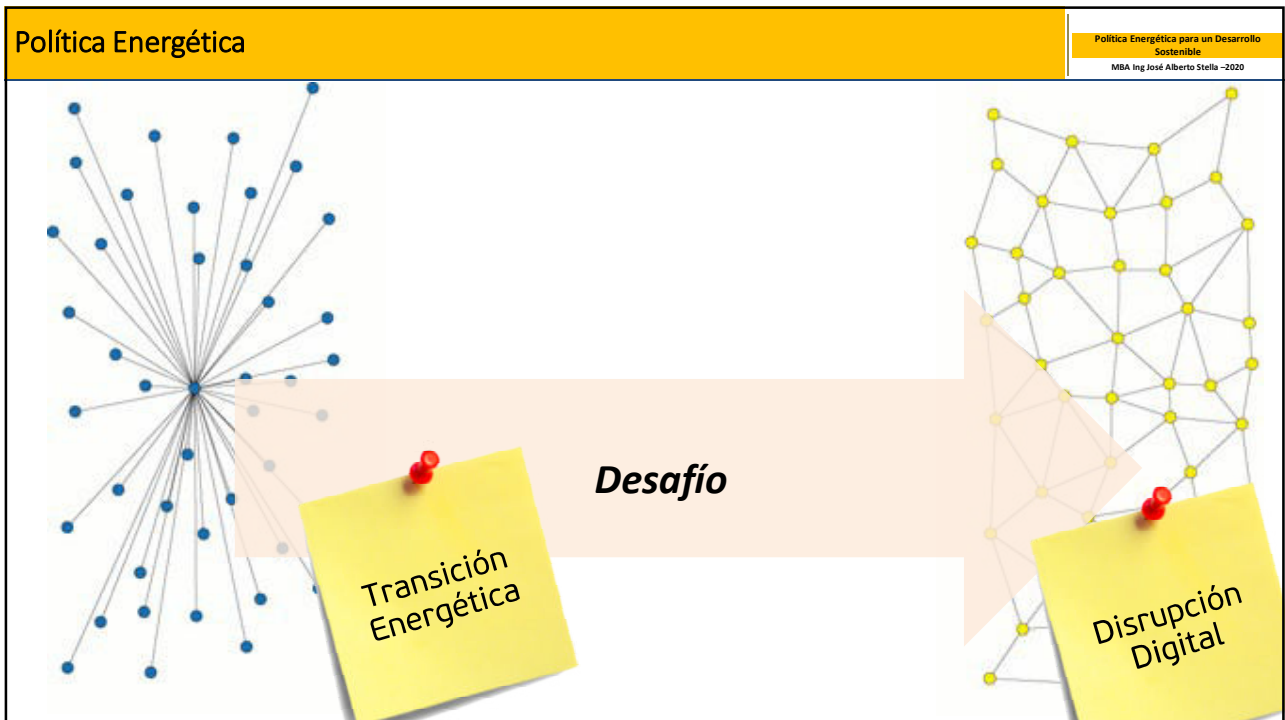 Política Energética
Política Energética para un Desarrollo
Sostenible
MBA Ing José Alberto Stella –2020
Desafío
Transición
Energética
Disrupción
Digital